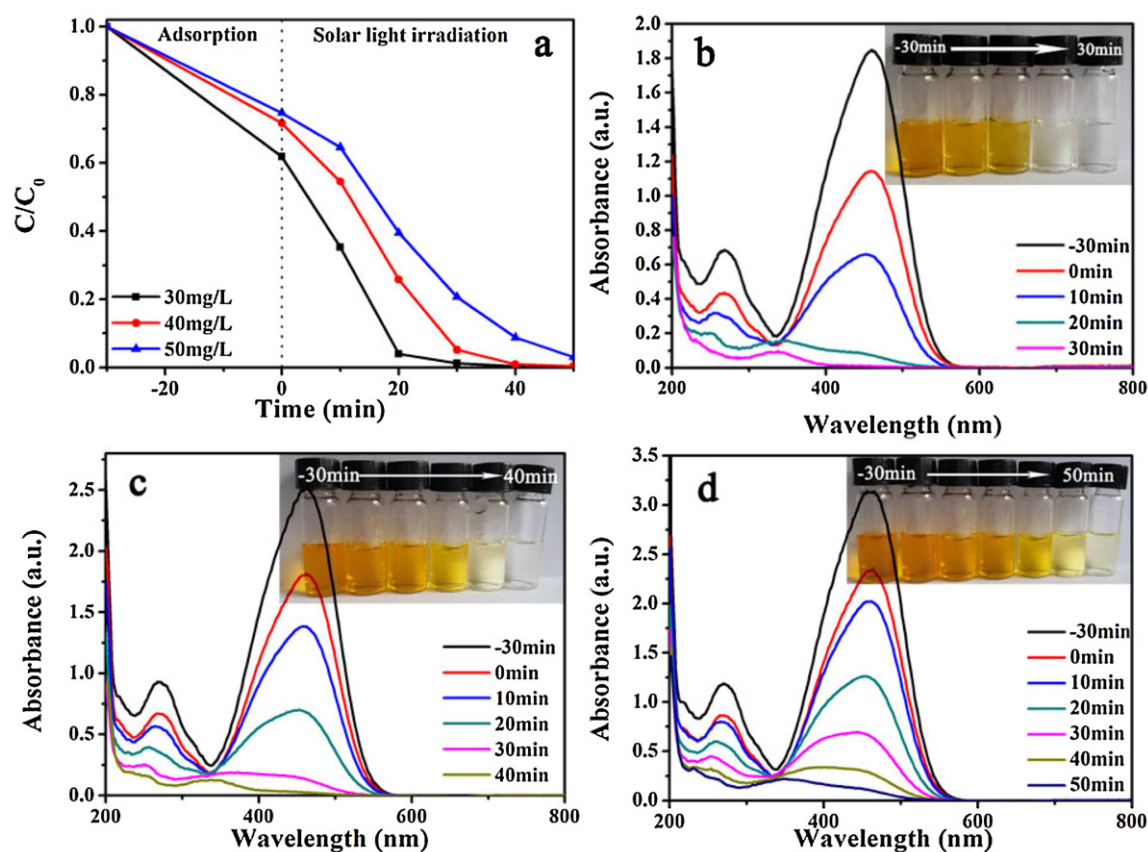 Adsorption Solar light irradiation a
1.0
0.8
0.6
0.4
0.2
0.0
C/C0
30mg/L
40mg/L
50mg/L
-20 0 20 40
Time (min)
b
-30min 30min
2.0
1.8
1.6
1.4
1.2
1.0
0.8
0.6
0.4
0.2
0.0
Absorbance (a.u.)
-30min
0min
10min
20min
30min
200 400 600 800
Wavelength (nm)
c
-30min 40min
2.5
2.0
1.5
1.0
0.5
0.0
Absorbance (a.u.)
-30min
0min
10min
20min
30min
40min
200 400 600 800
Wavelength (nm)
d
-30min 50min
3.5
3.0
2.5
2.0
1.5
1.0
0.5
0.0
Absorbance (a.u.)
-30min
0min
10min
20min
30min
40min
50min
200 400 600 800
Wavelength (nm)